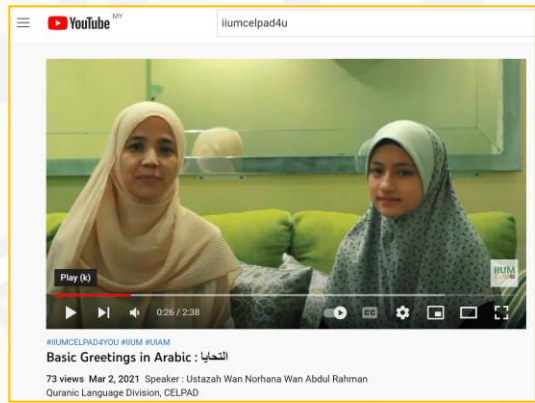 YouTube MY
iiumcelpad4u
Play (k)
0:26 / 2:38
CC
IIUM
#IIUMCELPAD4YOU #IIUM #UIAM
Basic Greetings in Arabic : التحايا
73 views Mar 2, 2021 Speaker : Ustazah Wan Norhana Wan Abdul Rahman
Quranic Language Division, CELPAD